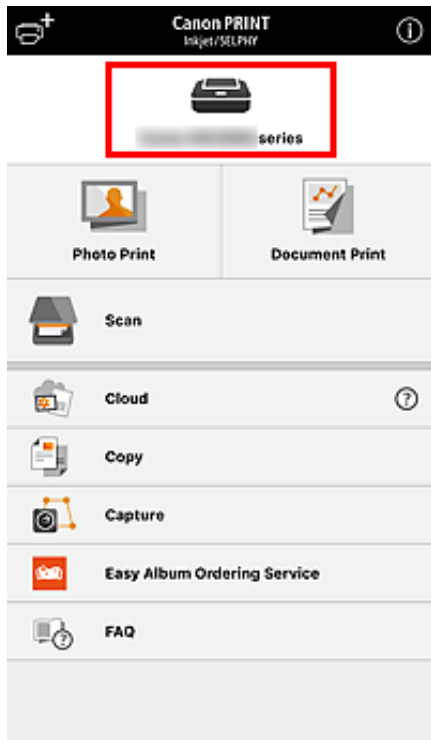 Canon PRINT
Inkjet/SELPHY
series
Photo Print
Document Print
Scan
Cloud
Copy
Capture
Easy Album Ordering Service
FAQ